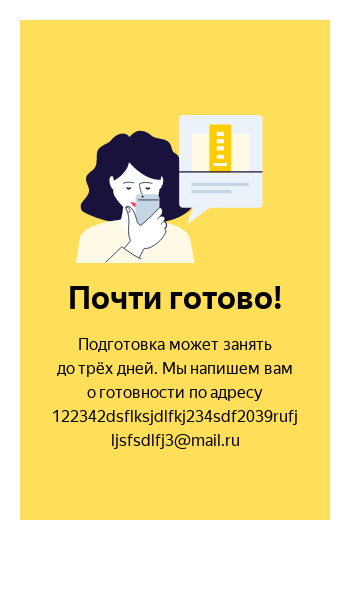 Почти готово!
Подготовка может занять
до трёх дней. Мы напишем вам
о готовности по адресу
122342dsflksjdlfkj234sdf2039rufj
ljsfsdlfj3@mail.ru